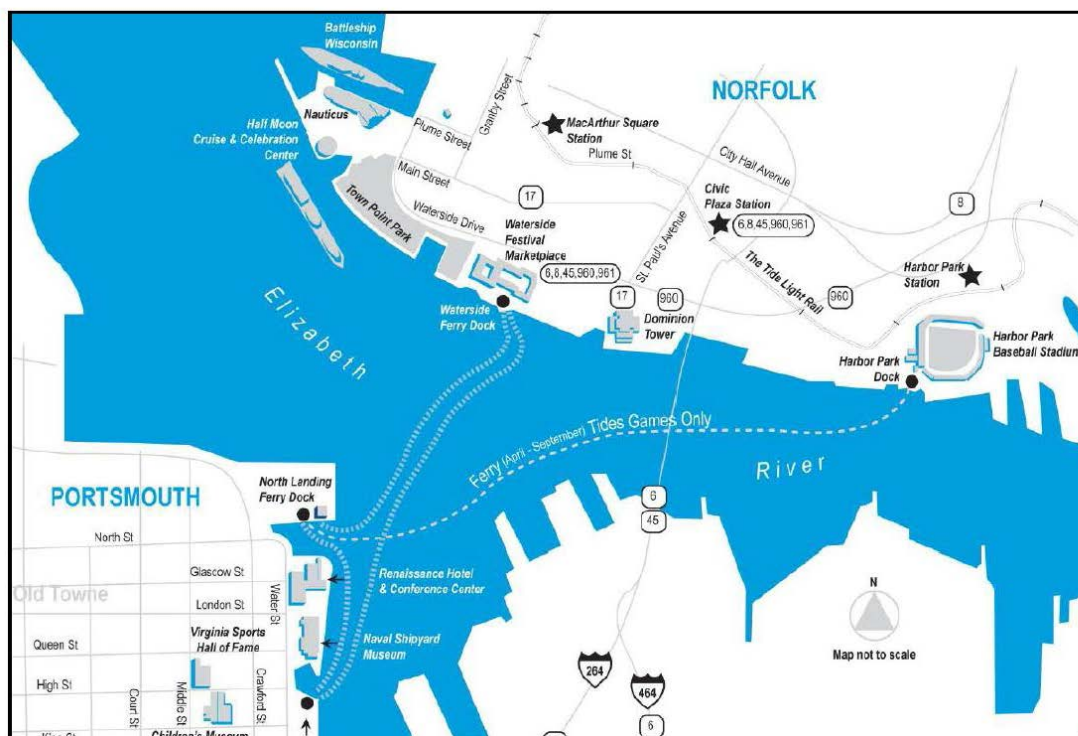 Battleship
Wisconsin
Nauticus
Half Moon
Cruise & Celebration
Center
Plume Street
Granby Street
MacArthur Square
Station
Plume St
NORFOLK
City Hall Avenue
Main Street
17
Civic
Plaza Station
6,8,45,960,961
8
Town Point Park
Waterside Drive
Waterside
Festival
Marketplace
6,8,45,960,961
St. Paul's Avenue
The Tide Light Rail
Harbor Park
Station
960
17
960
Dominion
Tower
Waterside
Ferry Dock
Harbor Park
Baseball Stadium
Harbor Park
Dock
Elizabeth
River
Ferry (April - September) Tides Games Only
PORTSMOUTH
North Landing
Ferry Dock
6
45
North St
Glascow St
Renaissance Hotel
& Conference Center
Old Towne
London St
Water St
Virginia Sports
Hall of Fame
Queen St
Naval Shipyard
Museum
High St
Court St
Middle St
Crawford St
N
Map not to scale
264
464
6
Children's Museum